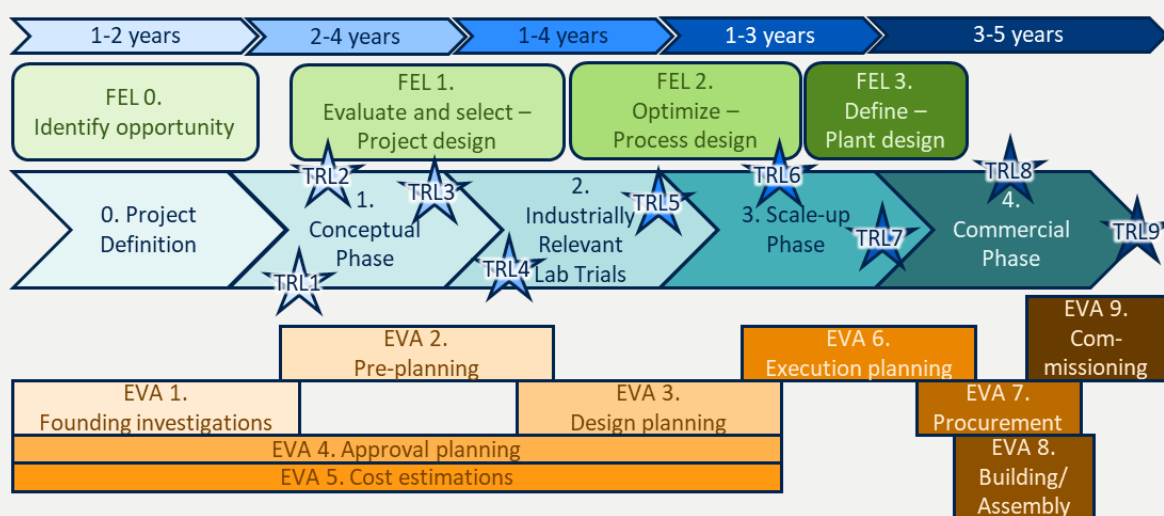 1-2 years
2-4 years
1-4 years
1-3 years
3-5 years
FEL 0.
Identify opportunity
FEL 1.
Evaluate and select –
Project design
FEL 2.
Optimize –
Process design
FEL 3.
Define –
Plant design
0. Project
Definition
TRL1
TRL2
1.
Conceptual
Phase
TRL3
TRL4
2.
Industrially
Relevant
Lab Trials
TRL5
TRL6
3. Scale-up
Phase
TRL7
TRL8
4.
Commercial
Phase
TRL9
EVA 1.
Founding investigations
EVA 2.
Pre-planning
EVA 3.
Design planning
EVA 4. Approval planning
EVA 5. Cost estimations
EVA 6.
Execution planning
EVA 7.
Procurement
EVA 8.
Building/
Assembly
EVA 9.
Com-
missioning